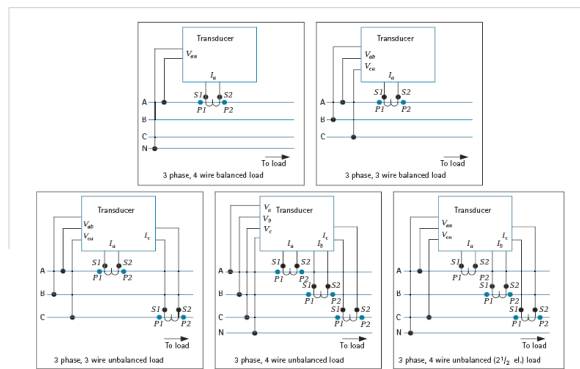 Transducer
Van
Ia
S1 S2
A
P1 P2
B
C
N
To load
3 phase, 4 wire balanced load
Transducer
Vab
Vca
Ia
S1 S2
A
P1 P2
B
C
To load
3 phase, 3 wire balanced load
Transducer
Vab
Vca
Ia
Ic
S1 S2
A
P1 P2
B
S1 S2
C
P1 P2
To load
3 phase, 3 wire unbalanced load
Transducer
Va
Vb
Vc
Ia
Ib
Ic
S1 S2
A
P1 P2
S1 S2
B
P1 P2
S1 S2
C
P1 P2
N
To load
3 phase, 4 wire unbalanced load
Transducer
Van
Vcn
Ia
Ib
Ic
S1 S2
A
P1 P2
S1 S2
B
P1 P2
S1 S2
C
P1 P2
N
To load
3 phase, 4 wire unbalanced (2 1/2 el.) load